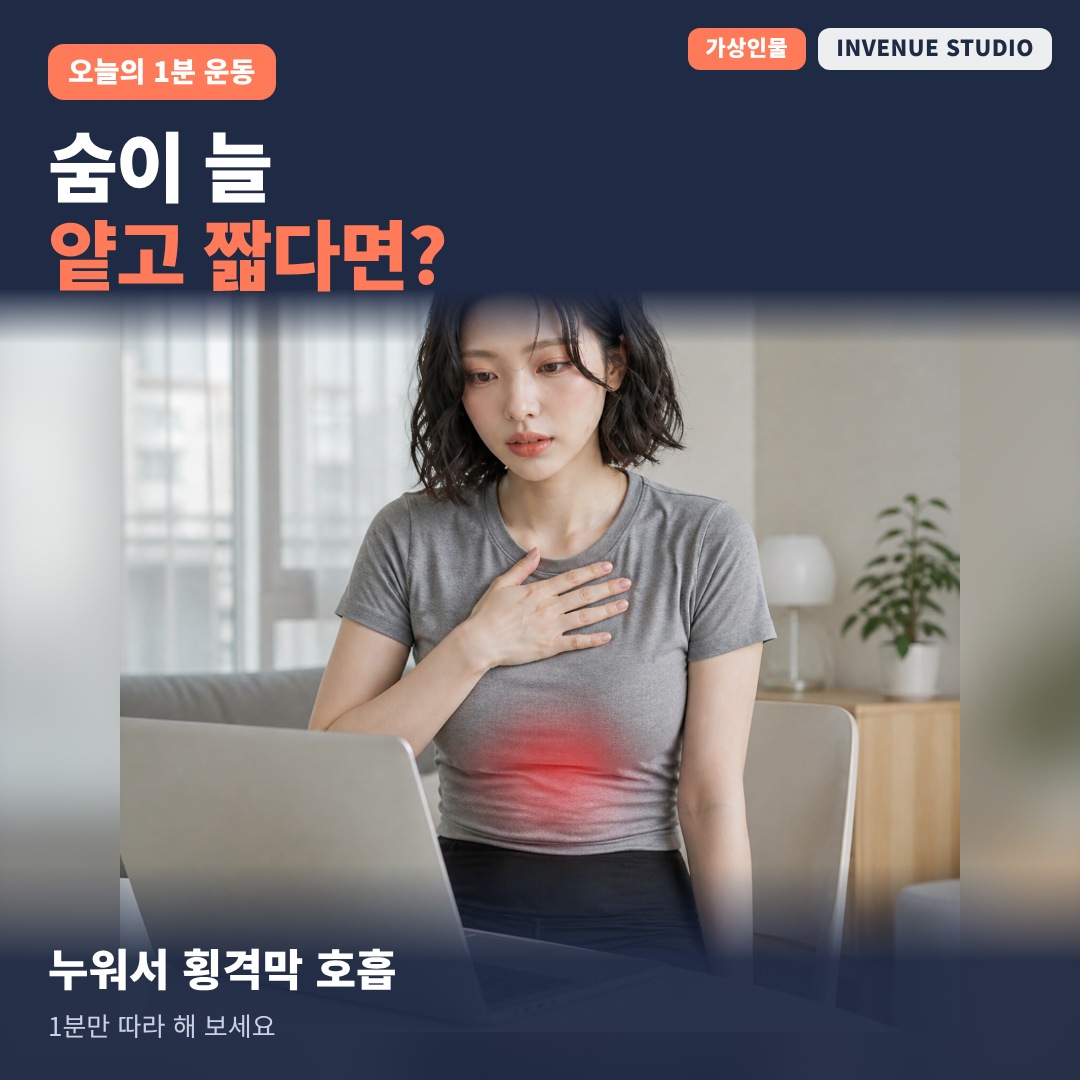 오늘의 1분 운동
가상인물
INVENUE STUDIO
숨이 늘
얕고 짧다면?
누워서 횡격막 호흡
1분만 따라 해 보세요